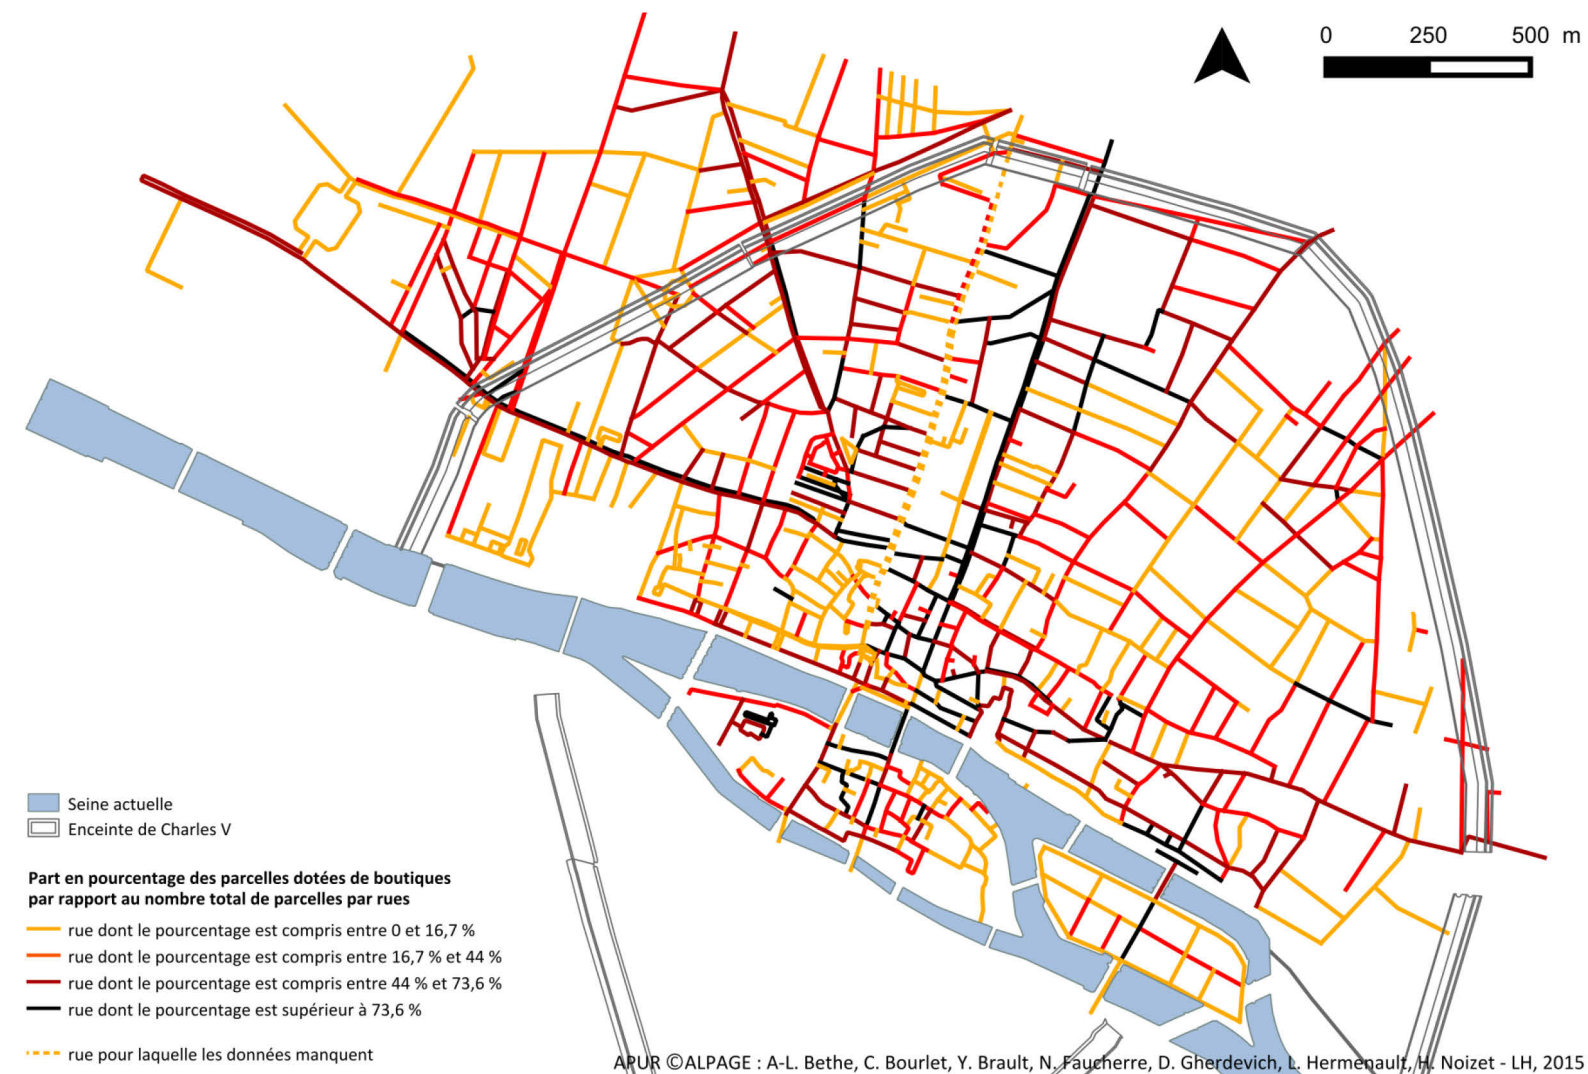 0 250 500 m
Seine actuelle
Enceinte de Charles V
Part en pourcentage des parcelles dotées de boutiques
par rapport au nombre total de parcelles par rues
rue dont le pourcentage est compris entre 0 et 16,7 %
rue dont le pourcentage est compris entre 16,7 % et 44 %
rue dont le pourcentage est compris entre 44 % et 73,6 %
rue dont le pourcentage est supérieur à 73,6 %
rue pour laquelle les données manquent
APUR ©ALPAGE : A-L. Bethe, C. Bourlet, Y. Brault, N. Faucherre, D. Gherdevich, L. Hermenault, H. Noizet - LH, 2015